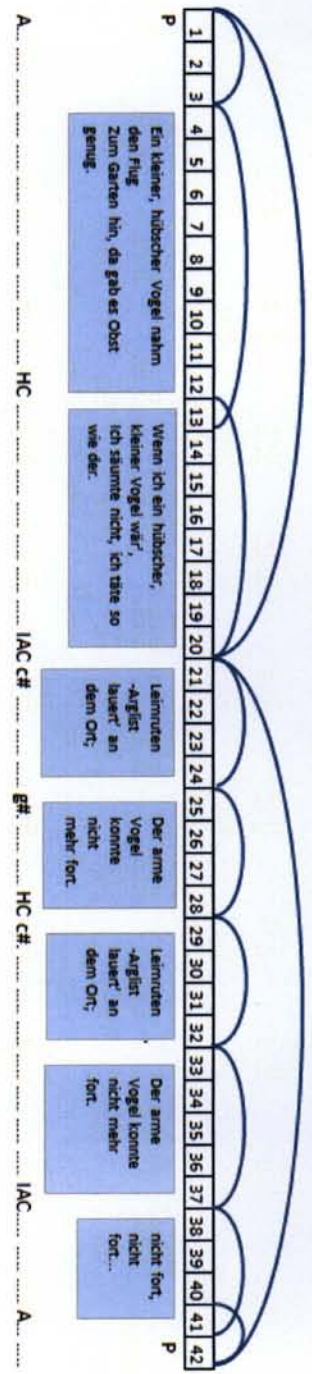 1 2 3 4 5 6 7 8 9 10 11 12 13 14 15 16 17 18 19 20 21 22 23 24 25 26 27 28 29 30 31 32 33 34 35 36 37 38 39 40 41 42
P
Ein kleiner, hübscher Vogel nahm
den Flug
Zum Garten hin, da gab es Obst
genug.
Wenn ich ein hübscher,
kleiner Vogel wär',
Ich säumte nicht, ich täte so
wie der.
Leimruten
-Arglist
lauert' an
dem Ort;
Der arme
Vogel
konnte
nicht
mehr fort.
Leimruten
-Arglist
lauert' an
dem Ort;
Der arme
Vogel konnte
nicht mehr
fort.
nicht fort,
nicht
fort...
P
A... ..... ..... ..... ..... ..... ..... ..... ..... ..... ..... HC ..... ..... ..... ..... ..... ..... ..... IAC c# ..... ..... ..... g#. ..... ..... HC c#. ..... ..... ..... ..... ..... ..... ..... IAC ..... ..... ..... A... .....